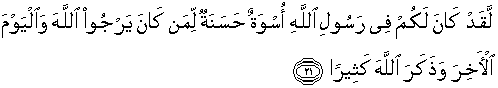 لَّقَدْ كَانَ لَكُمْ فِى رَسُولِ ٱللَّهِ أُسْوَةٌ حَسَنَةٌ لِّمَن كَانَ يَرْجُوا۟ ٱللَّهَ وَٱلْيَوْمَ
ٱلْءَاخِرَ وَذَكَرَ ٱللَّهَ كَثِيرًا ﴿٢١﴾